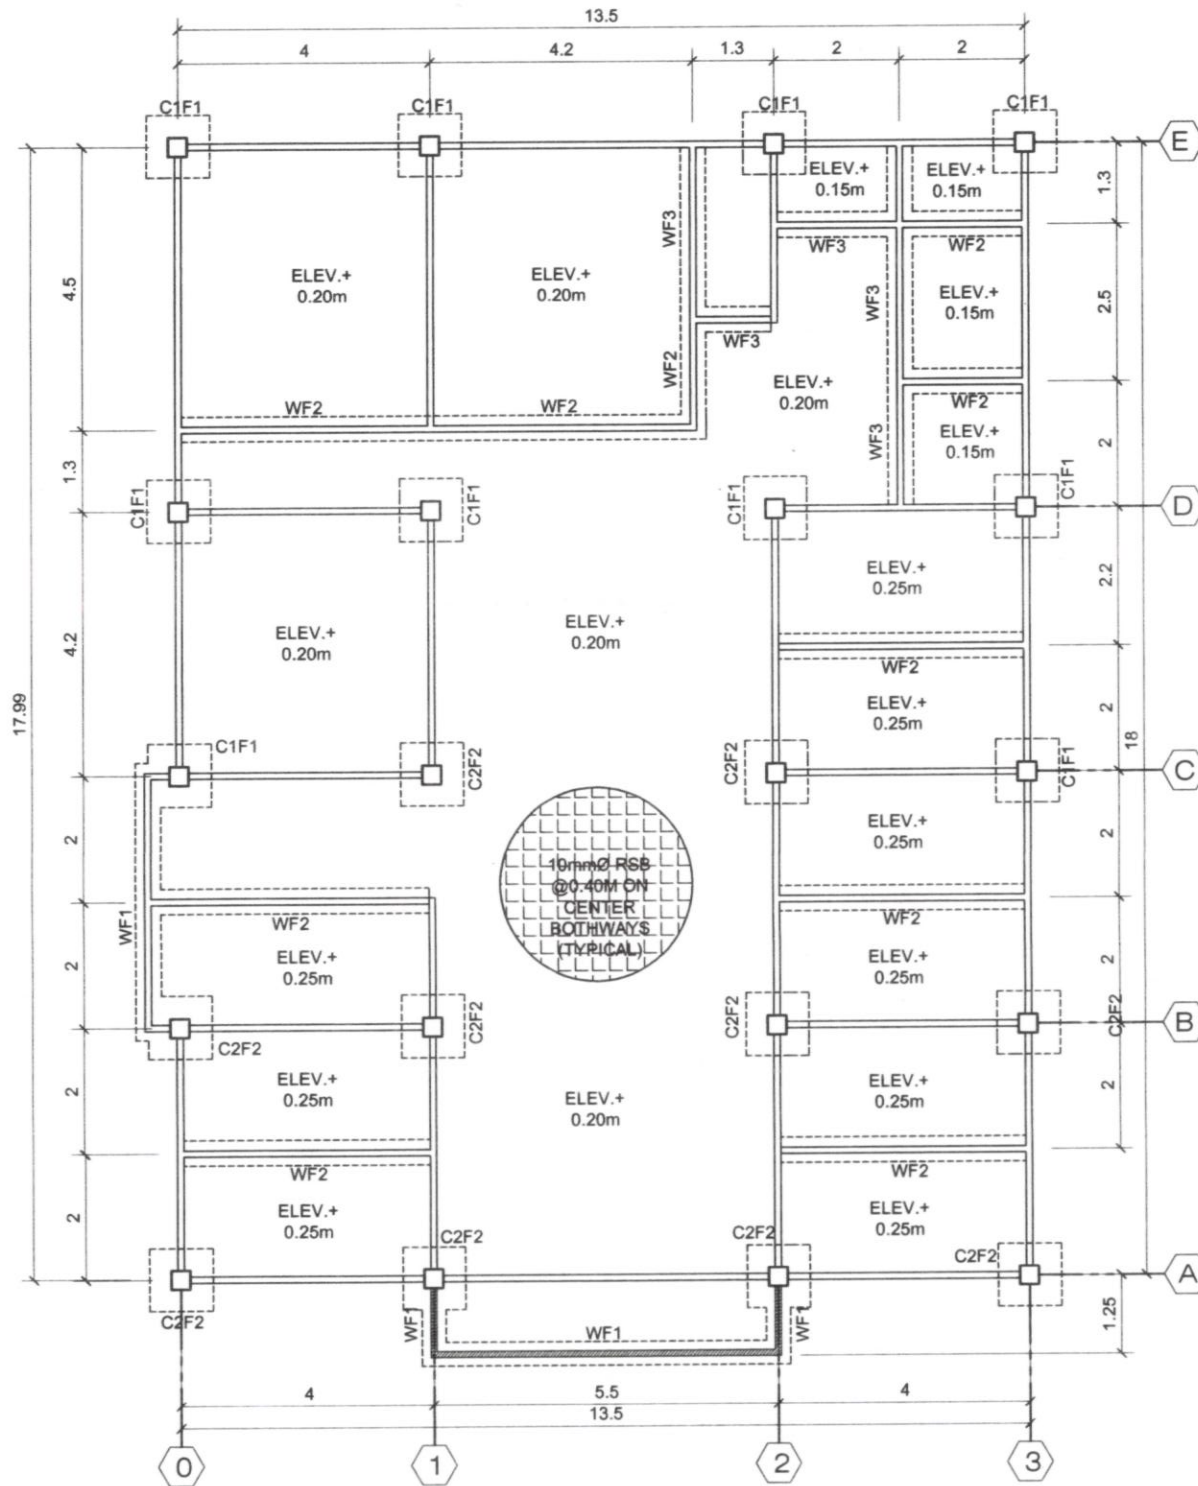 13.5
4
4.2
1.3
2
2
C1F1
C1F1
C1F1
C1F1
E
ELEV.+
0.15m
ELEV.+
0.15m
1.3
WF3
WF3
WF2
ELEV.+
0.20m
ELEV.+
0.20m
4.5
WF3
ELEV.+
0.15m
2.5
WF3
WF2
ELEV.+
0.20m
WF2
WF2
WF2
ELEV.+
0.15m
WF3
2
1.3
C1F1
C1F1
C1F1
C1F1
D
ELEV.+
0.25m
2.2
ELEV.+
0.20m
ELEV.+
0.20m
4.2
WF2
17.99
ELEV.+
0.25m
2
18
C1F1
C2F2
C2F2
C1F1
C
2
ELEV.+
0.25m
2
10mmØ RSB
@0.40M ON
CENTER
BOTHWAYS
(TYPICAL)
WF1
WF2
WF2
ELEV.+
0.25m
ELEV.+
0.25m
2
2
C2F2
C2F2
C2F2
C2F2
B
ELEV.+
0.25m
ELEV.+
0.20m
ELEV.+
0.25m
2
2
WF2
WF2
ELEV.+
0.25m
ELEV.+
0.25m
2
C2F2
C2F2
C2F2
C2F2
A
WF1
WF1
WF1
1.25
4
5.5
4
13.5
0
1
2
3